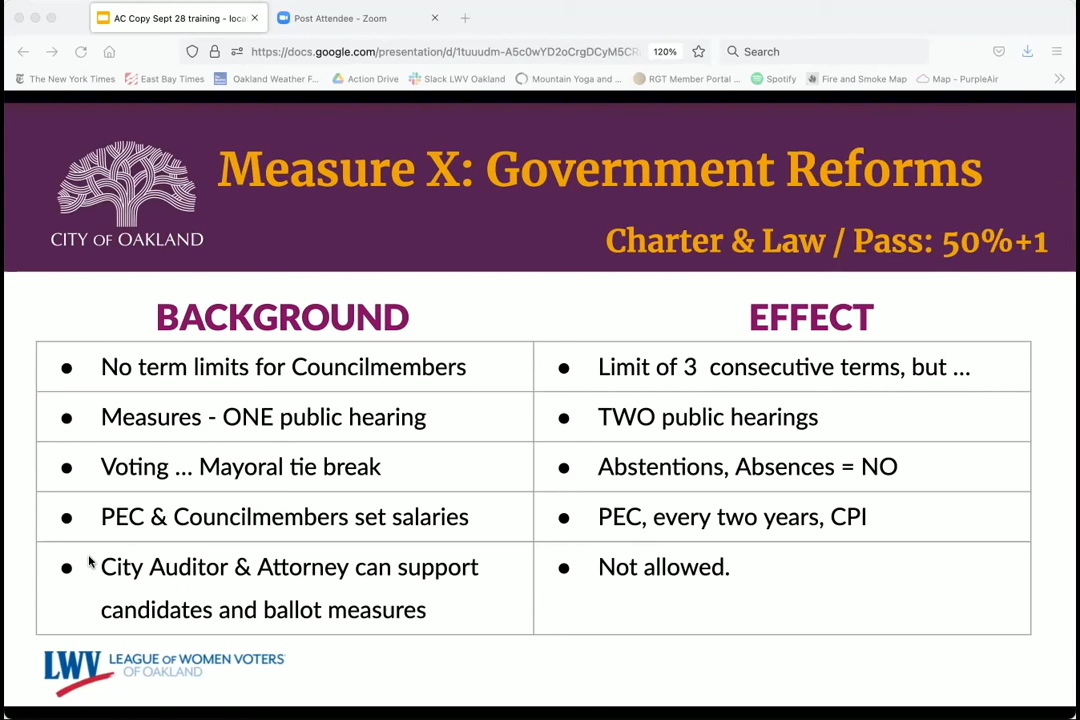 AC Copy Sept 28 training - loca
Post Attendee - Zoom
https://docs.google.com/presentation/d/1tuuudm-A5c0wYD2oCrgDCyM5CR
120%
Search
The New York Times
East Bay Times
Oakland Weather F...
Action Drive
Slack LWV Oakland
Mountain Yoga and ...
RGT Member Portal ...
Spotify
Fire and Smoke Map
Map - PurpleAir
CITY OF OAKLAND
Measure X: Government Reforms
Charter & Law / Pass: 50%+1
BACKGROUND
EFFECT
• No term limits for Councilmembers
• Limit of 3 consecutive terms, but ...
• Measures - ONE public hearing
• TWO public hearings
• Voting ... Mayoral tie break
• Abstentions, Absences = NO
• PEC & Councilmembers set salaries
• PEC, every two years, CPI
• City Auditor & Attorney can support
candidates and ballot measures
• Not allowed.
LWV
LEAGUE OF WOMEN VOTERS®
OF OAKLAND